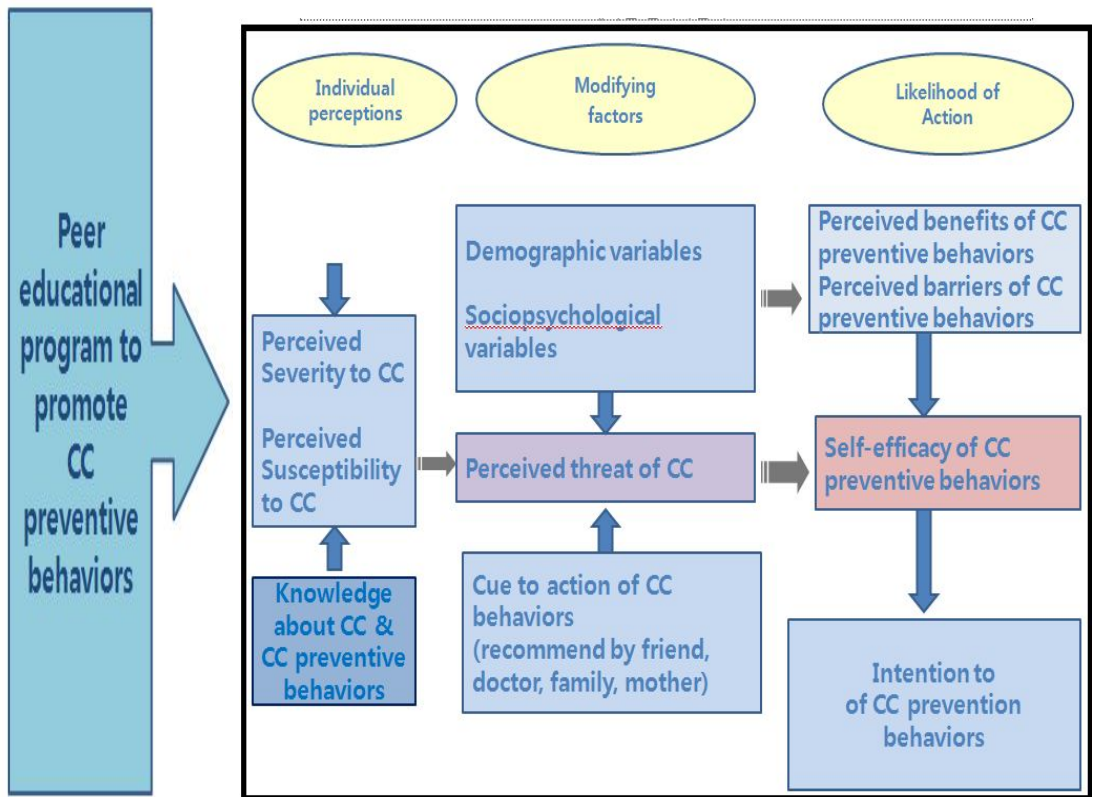 Peer
educational
program to
promote
CC
preventive
behaviors
Individual
perceptions
Modifying
factors
Likelihood of
Action
Perceived
Severity to CC
Perceived
Susceptibility
to CC
Knowledge
about CC &
CC preventive
behaviors
Demographic variables
Sociopsychological
variables
Perceived threat of CC
Cue to action of CC
behaviors
(recommend by friend,
doctor, family, mother)
Perceived benefits of CC
preventive behaviors
Perceived barriers of CC
preventive behaviors
Self-efficacy of CC
preventive behaviors
Intention to
of CC prevention
behaviors